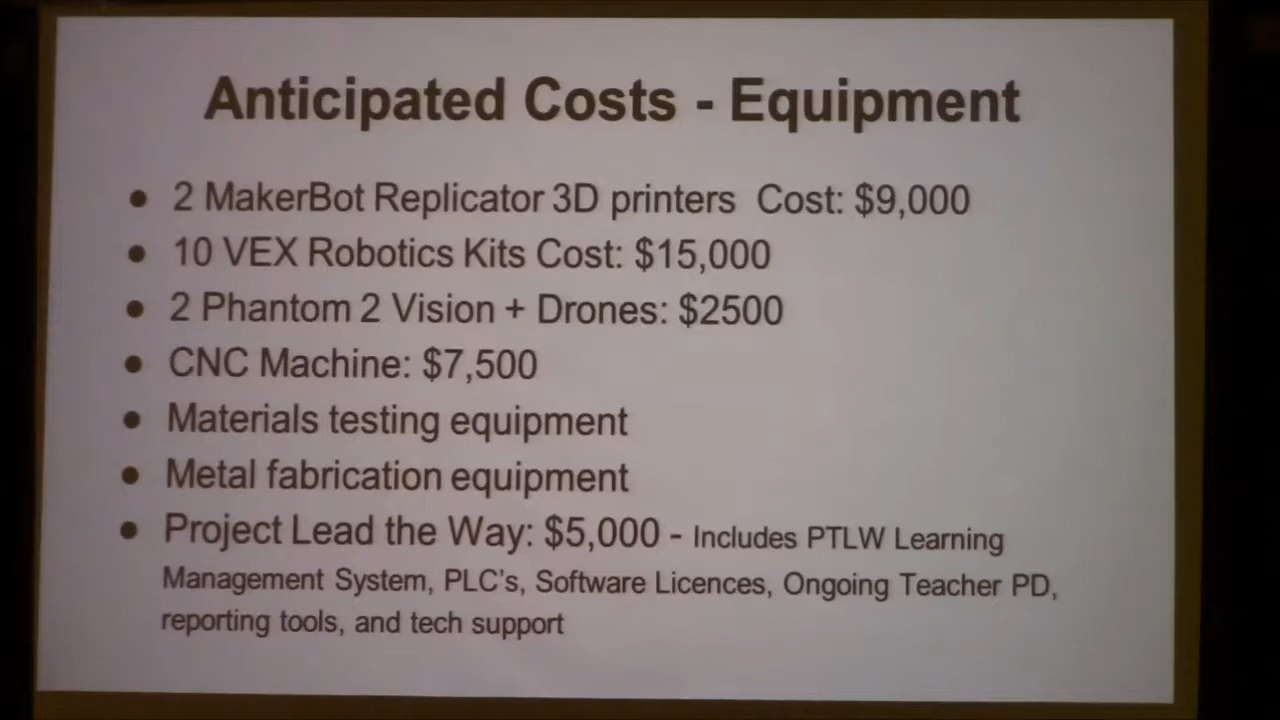 Anticipated Costs - Equipment
● 2 MakerBot Replicator 3D printers Cost: $9,000
● 10 VEX Robotics Kits Cost: $15,000
● 2 Phantom 2 Vision + Drones: $2500
● CNC Machine: $7,500
● Materials testing equipment
● Metal fabrication equipment
● Project Lead the Way: $5,000 - Includes PTLW Learning
Management System, PLC's, Software Licences, Ongoing Teacher PD,
reporting tools, and tech support